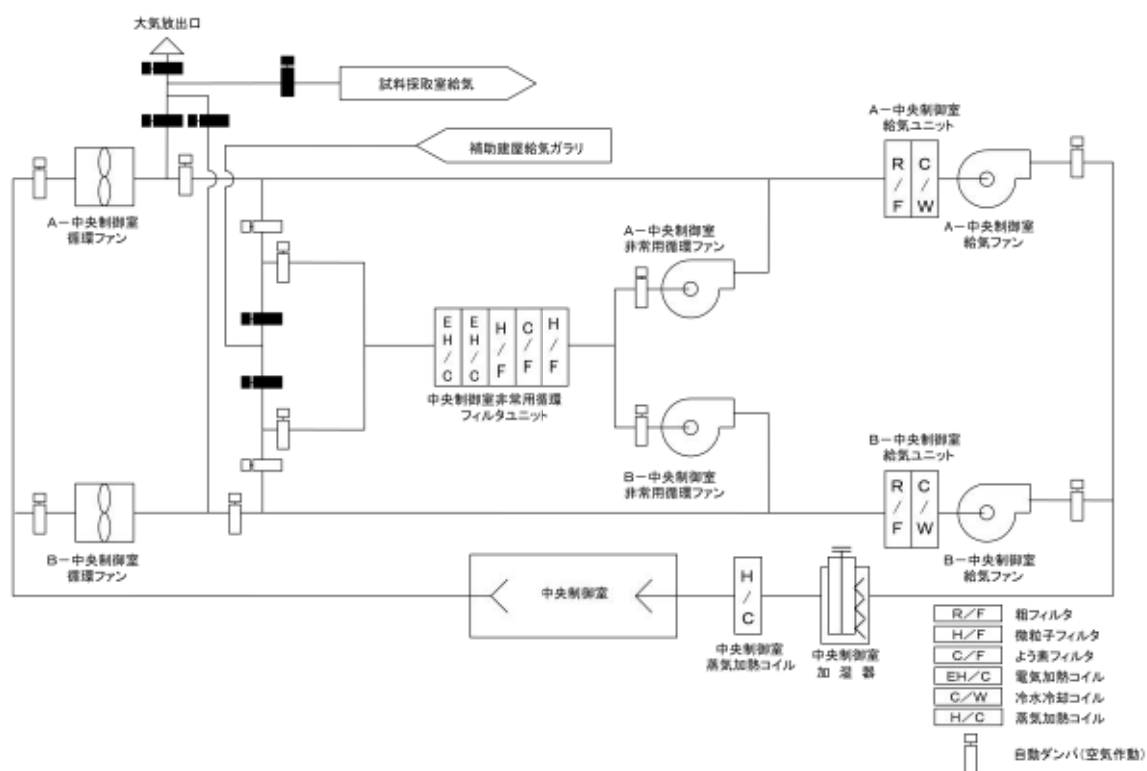 大気放出口
試料採取室給気
補助建屋給気ガラリ
A-中央制御室
循環ファン
A-中央制御室
給気ユニット
R/F
C/W
A-中央制御室
給気ファン
A-中央制御室
非常用循環ファン
EH/C
EH/C
H/F
C/F
H/F
中央制御室非常用循環
フィルタユニット
B-中央制御室
非常用循環ファン
B-中央制御室
循環ファン
B-中央制御室
給気ユニット
R/F
C/W
B-中央制御室
給気ファン
中央制御室
H/C
中央制御室
蒸気加熱コイル
中央制御室
加湿器
R/F 粗フィルタ
H/F 微粒子フィルタ
C/F よう素フィルタ
EH/C 電気加熱コイル
C/W 冷水冷却コイル
H/C 蒸気加熱コイル
自動ダンパ(空気作動)